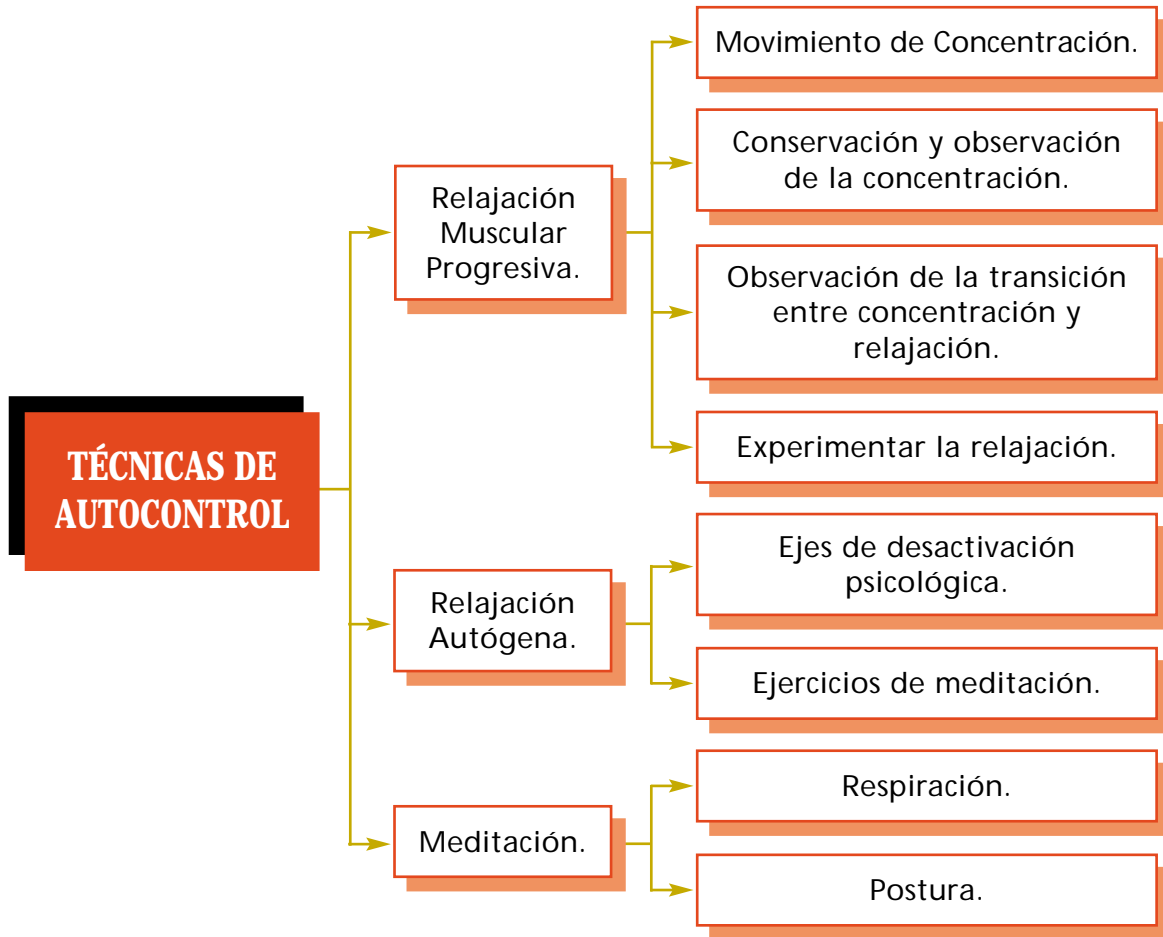 TÉCNICAS DE
AUTOCONTROL
Relajación
Muscular
Progresiva.
Movimiento de Concentración.
Conservación y observación
de la concentración.
Observación de la transición
entre concentración y
relajación.
Experimentar la relajación.
Relajación
Autógena.
Ejes de desactivación
psicológica.
Ejercicios de meditación.
Meditación.
Respiración.
Postura.